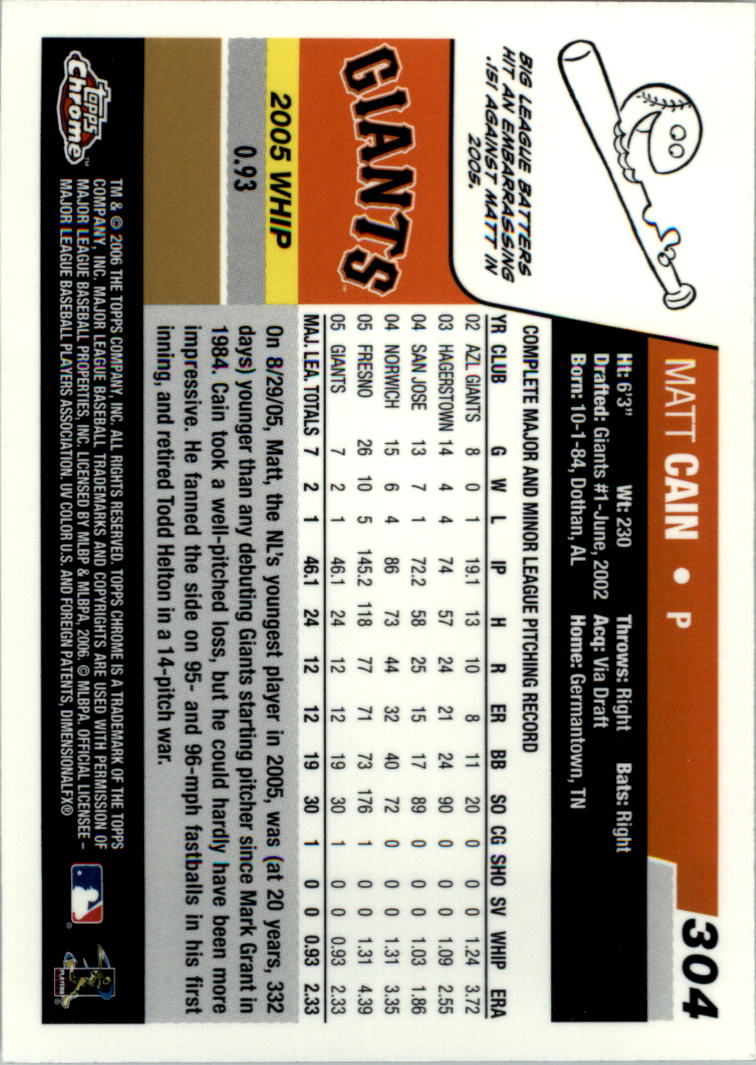 304
MATT CAIN • P
Ht: 6'3" Wt: 230 Throws: Right Bats: Right
Drafted: Giants #1-June, 2002 Acq: Via Draft
Born: 10-1-84, Dothan, AL Home: Germantown, TN
BIG LEAGUE BATTERS
HIT AN EMBARRASSING
.151 AGAINST MATT IN
2005.
COMPLETE MAJOR AND MINOR LEAGUE PITCHING RECORD
YR CLUB G W L IP H R ER BB SO CG SHO SV WHIP ERA
02 AZL GIANTS 8 0 1 19.1 13 10 8 11 20 0 0 0 1.24 3.72
03 HAGERSTOWN 14 4 4 74 57 24 21 24 90 0 0 0 1.09 2.55
04 SAN JOSE 13 7 1 72.2 58 25 15 17 89 0 0 0 1.03 1.86
04 NORWICH 15 6 4 86 73 44 32 40 72 0 0 0 1.31 3.35
05 FRESNO 26 10 5 145.2 118 77 71 73 176 1 0 0 1.31 4.39
05 GIANTS 7 2 1 46.1 24 12 12 19 30 1 0 0 0.93 2.33
MAJ. LEA. TOTALS 7 2 1 46.1 24 12 12 19 30 1 0 0 0.93 2.33
GIANTS™
2005 WHIP
0.93
On 8/29/05, Matt, the NL's youngest player in 2005, was (at 20 years, 332
days) younger than any debuting Giants starting pitcher since Mark Grant in
1984. Cain took a well-pitched loss, but he could hardly have been more
impressive. He fanned the side on 95- and 96-mph fastballs in his first
inning, and retired Todd Helton in a 14-pitch war.
Topps
Chrome™
TM & © 2006 THE TOPPS COMPANY, INC. ALL RIGHTS RESERVED. TOPPS CHROME IS A TRADEMARK OF THE TOPPS
COMPANY, INC. MAJOR LEAGUE BASEBALL TRADEMARKS AND COPYRIGHTS ARE USED WITH PERMISSION OF
MAJOR LEAGUE BASEBALL PROPERTIES, INC. LICENSED BY MLBP & MLBPA, 2006. © MLBPA. OFFICIAL LICENSEE –
MAJOR LEAGUE BASEBALL PLAYERS ASSOCIATION. UV COLOR U.S. AND FOREIGN PATENTS, DIMENSIONALFX®
®
PLAYERS ®